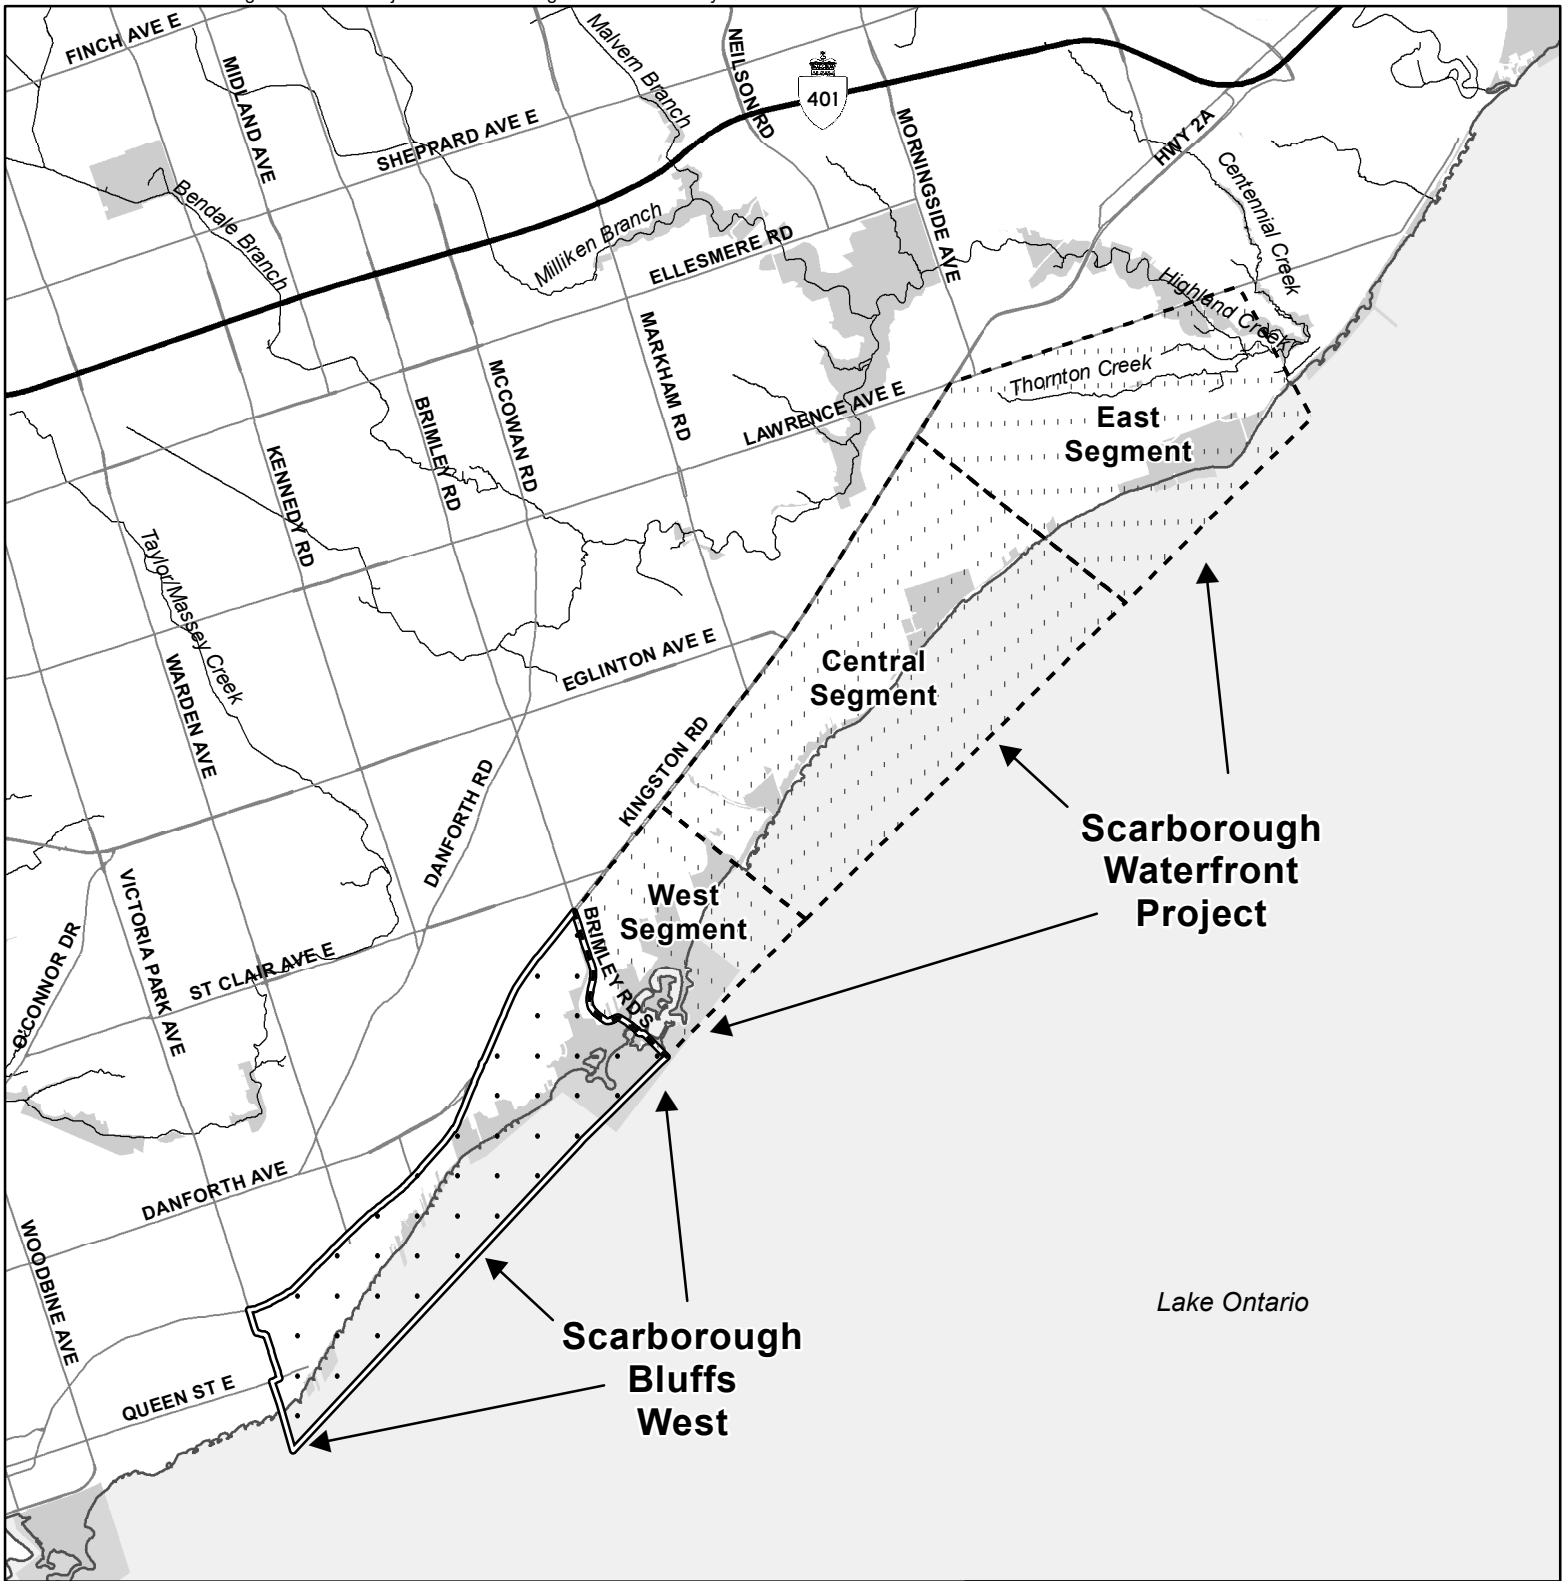 FINCH AVE E
MIDLAND AVE
Malvern Branch
NEILSON RD
401
SHEPPARD AVE E
MORNINGSIDE AVE
HWY 2A
Centennial Creek
Bendale Branch
Milliken Branch
ELLESMERE RD
Highland Creek
MARKHAM RD
MCCOWAN RD
BRIMLEY RD
LAWRENCE AVE E
Thornton Creek
East
Segment
KENNEDY RD
Taylor/Massey Creek
WARDEN AVE
EGLINTON AVE E
Central
Segment
KINGSTON RD
DANFORTH RD
Scarborough
Waterfront
Project
West
Segment
VICTORIA PARK AVE
O'CONNOR DR
ST CLAIR AVE E
BRIMLEY RD S
DANFORTH AVE
WOODBINE AVE
Lake Ontario
Scarborough
Bluffs
West
QUEEN ST E